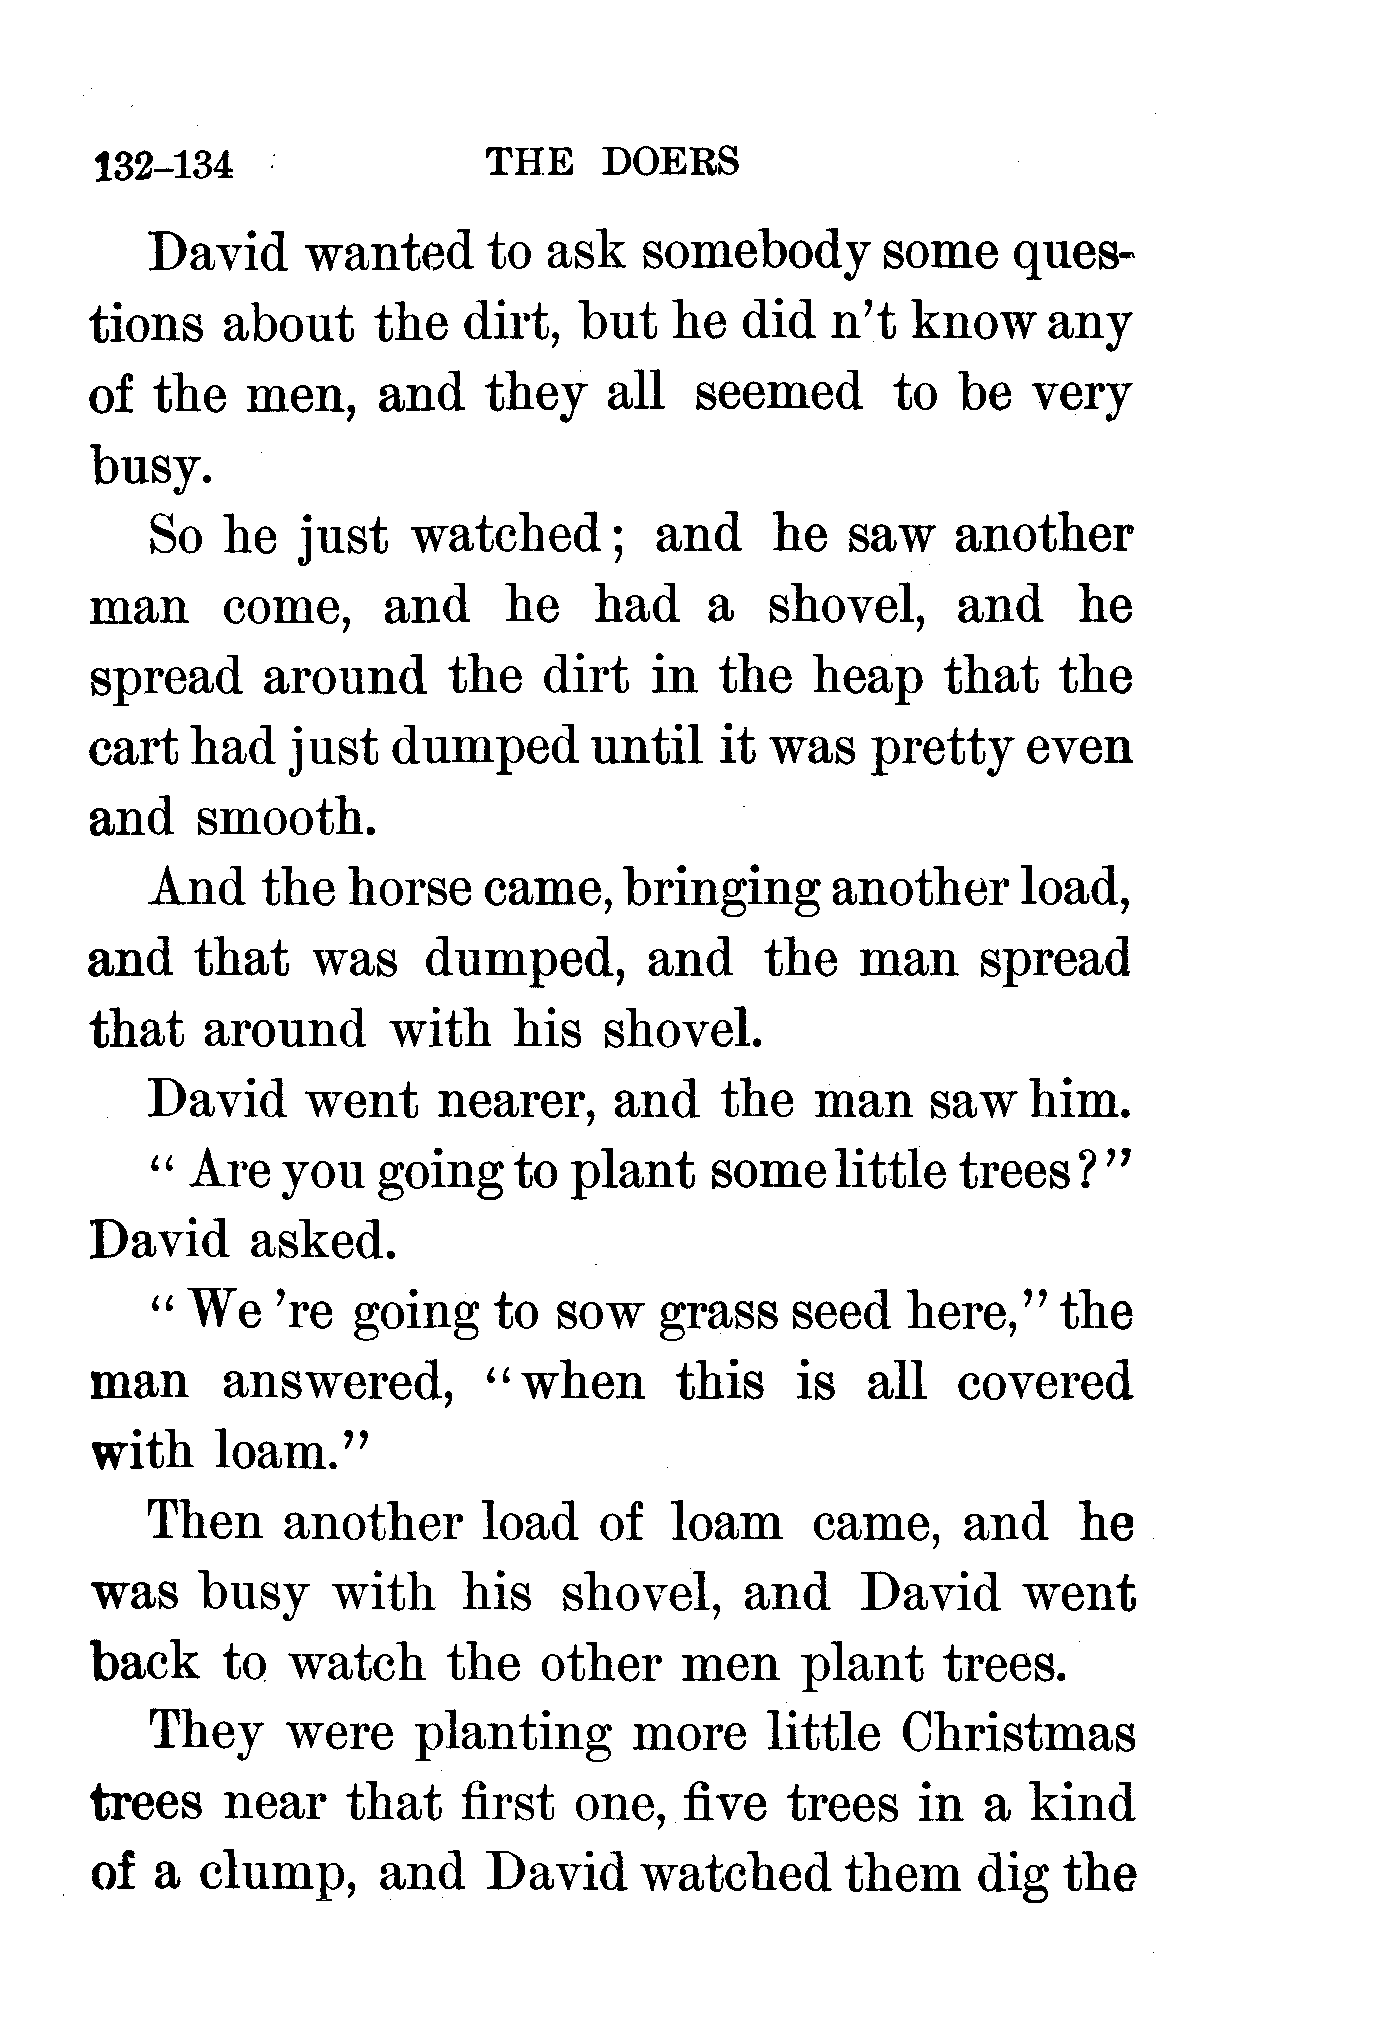 132–134 THE DOERS
David wanted to ask somebody some ques-
tions about the dirt, but he did n't know any
of the men, and they all seemed to be very
busy.
So he just watched; and he saw another
man come, and he had a shovel, and he
spread around the dirt in the heap that the
cart had just dumped until it was pretty even
and smooth.
And the horse came, bringing another load,
and that was dumped, and the man spread
that around with his shovel.
David went nearer, and the man saw him.
"Are you going to plant some little trees?"
David asked.
"We 're going to sow grass seed here," the
man answered, "when this is all covered
with loam."
Then another load of loam came, and he
was busy with his shovel, and David went
back to watch the other men plant trees.
They were planting more little Christmas
trees near that first one, five trees in a kind
of a clump, and David watched them dig the